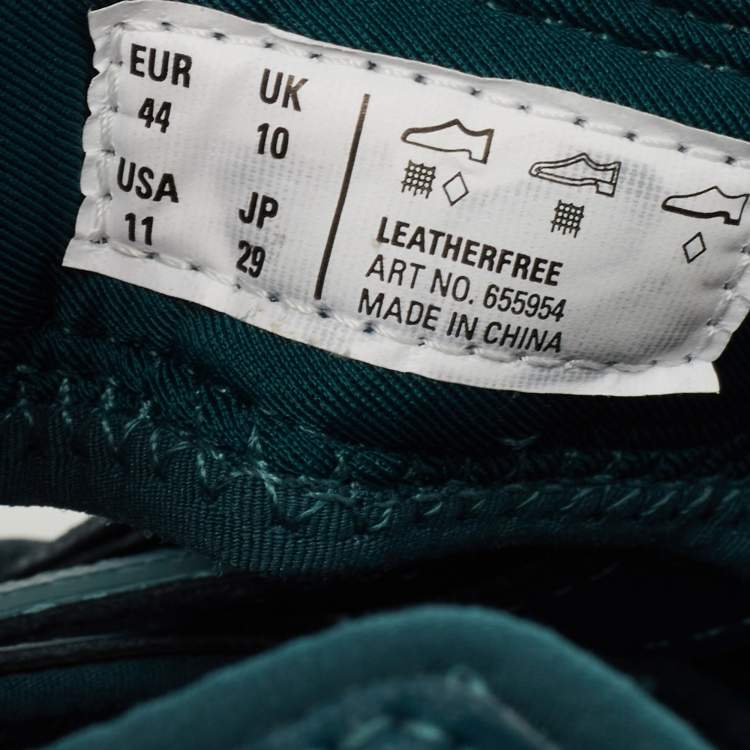 EUR UK
44 10
USA JP
11 29
LEATHERFREE
ART NO. 655954
MADE IN CHINA